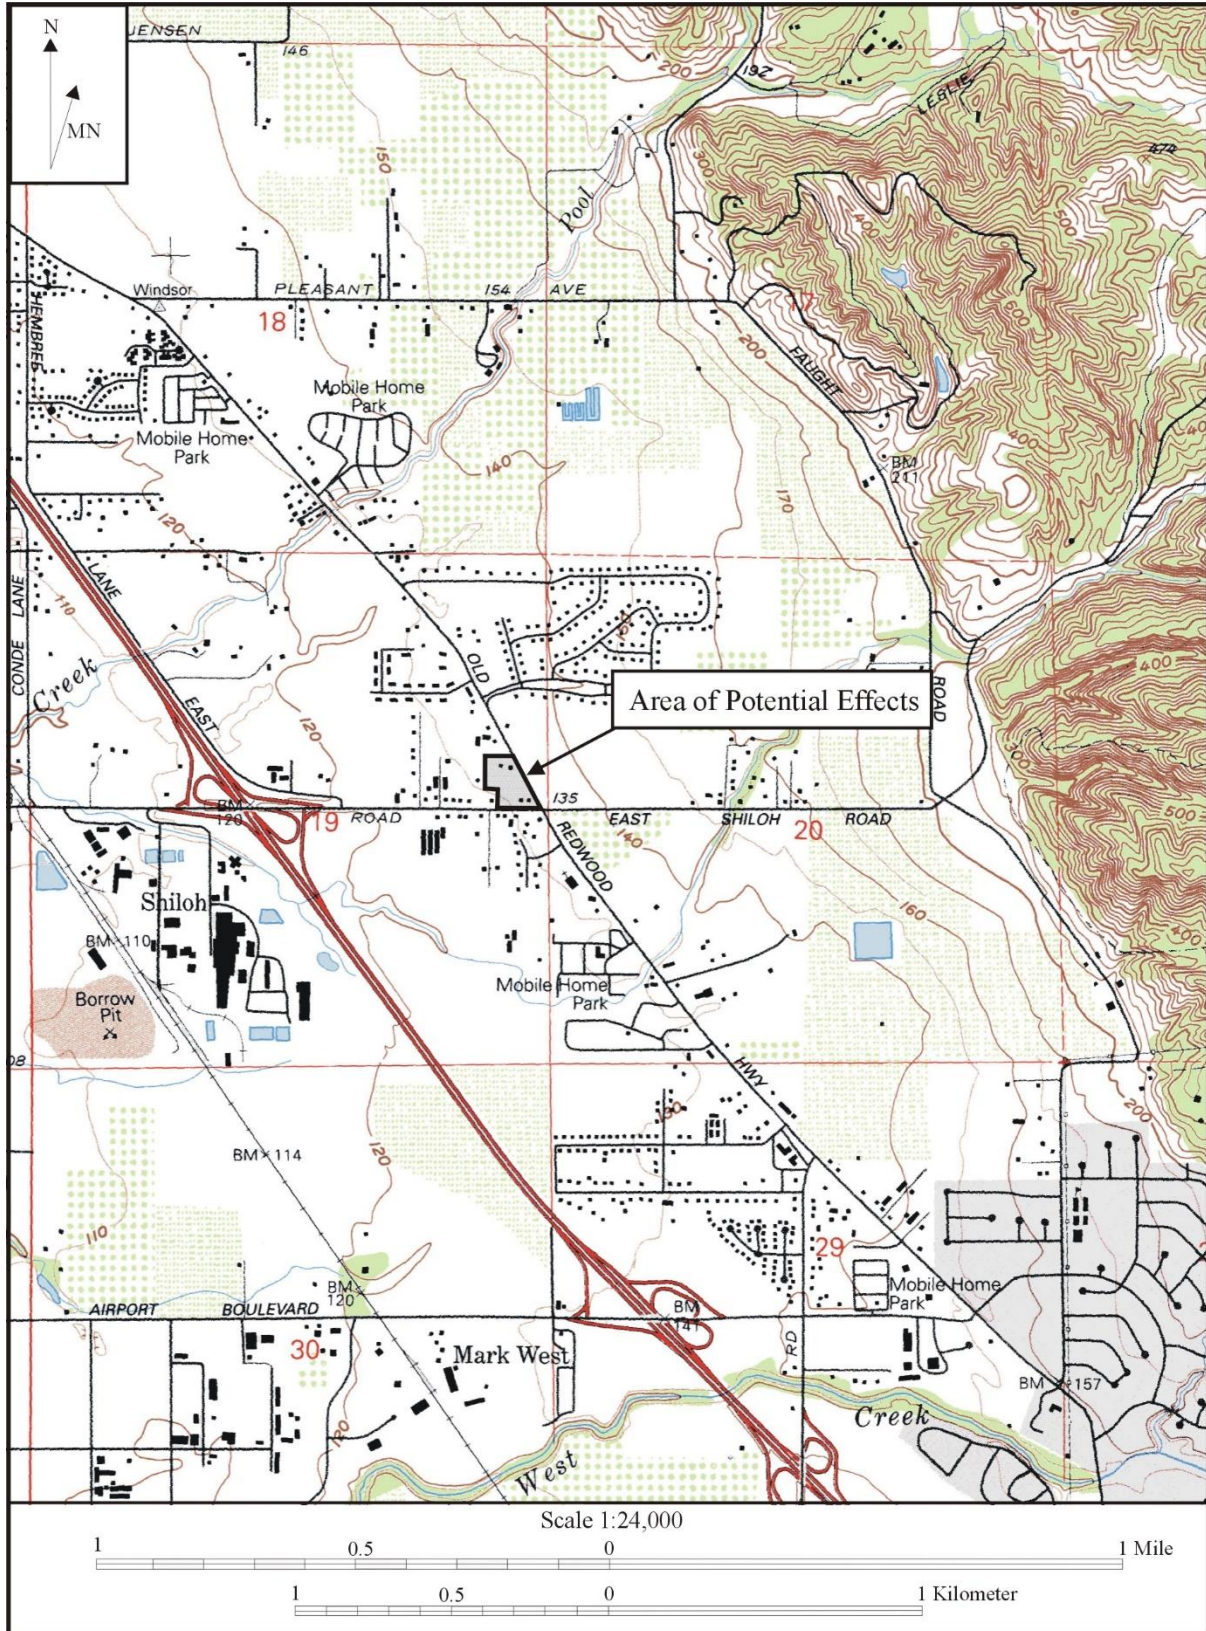 N
MN
JENSEN
146
200
192
LESLIE
474
150
300
Pool
400
500
Windsor
PLEASANT
154
AVE
HEMBREE
18
17
200
500
FAUGHT
Mobile Home
Park
Mobile Home
Park
140
400
BM
211
170
120
LANE
COINDE LANE
110
Creek
EAST
OLD
400
ROAD
300
Area of Potential Effects
120
BM
120
19
ROAD
135
EAST
SHILOH
ROAD
20
140
REDWOOD
500
Shiloh
160
400
BM 110
Mobile Home
Park
Borrow
Pit
HWY
130
200
BM 114
120
110
29
BM
120
Mobile Home
Park
AIRPORT
BOULEVARD
BM
141
30
Mark West
RD
BM 157
Creek
120
West
Scale 1:24,000
1
0.5
0
1 Mile
1
0.5
0
1 Kilometer